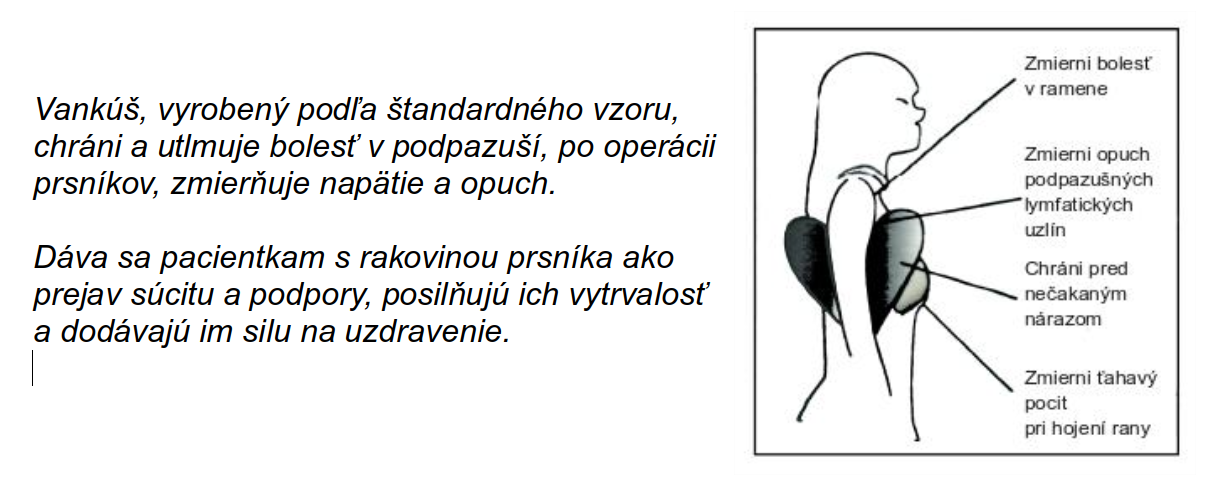 Vankúš, vyrobený podľa štandardného vzoru,
chráni a utlmuje bolesť v podpazuší, po operácii
prsníkov, zmierňuje napätie a opuch.
Dáva sa pacientkam s rakovinou prsníka ako
prejav súcitu a podpory, posilňujú ich vytrvalosť
a dodávajú im silu na uzdravenie.
Zmierni bolesť
v ramene
Zmierni opuch
podpazušných
lymfatických
uzlín
Chráni pred
nečakaným
nárazom
Zmierni ťahavý
pocit
pri hojení rany